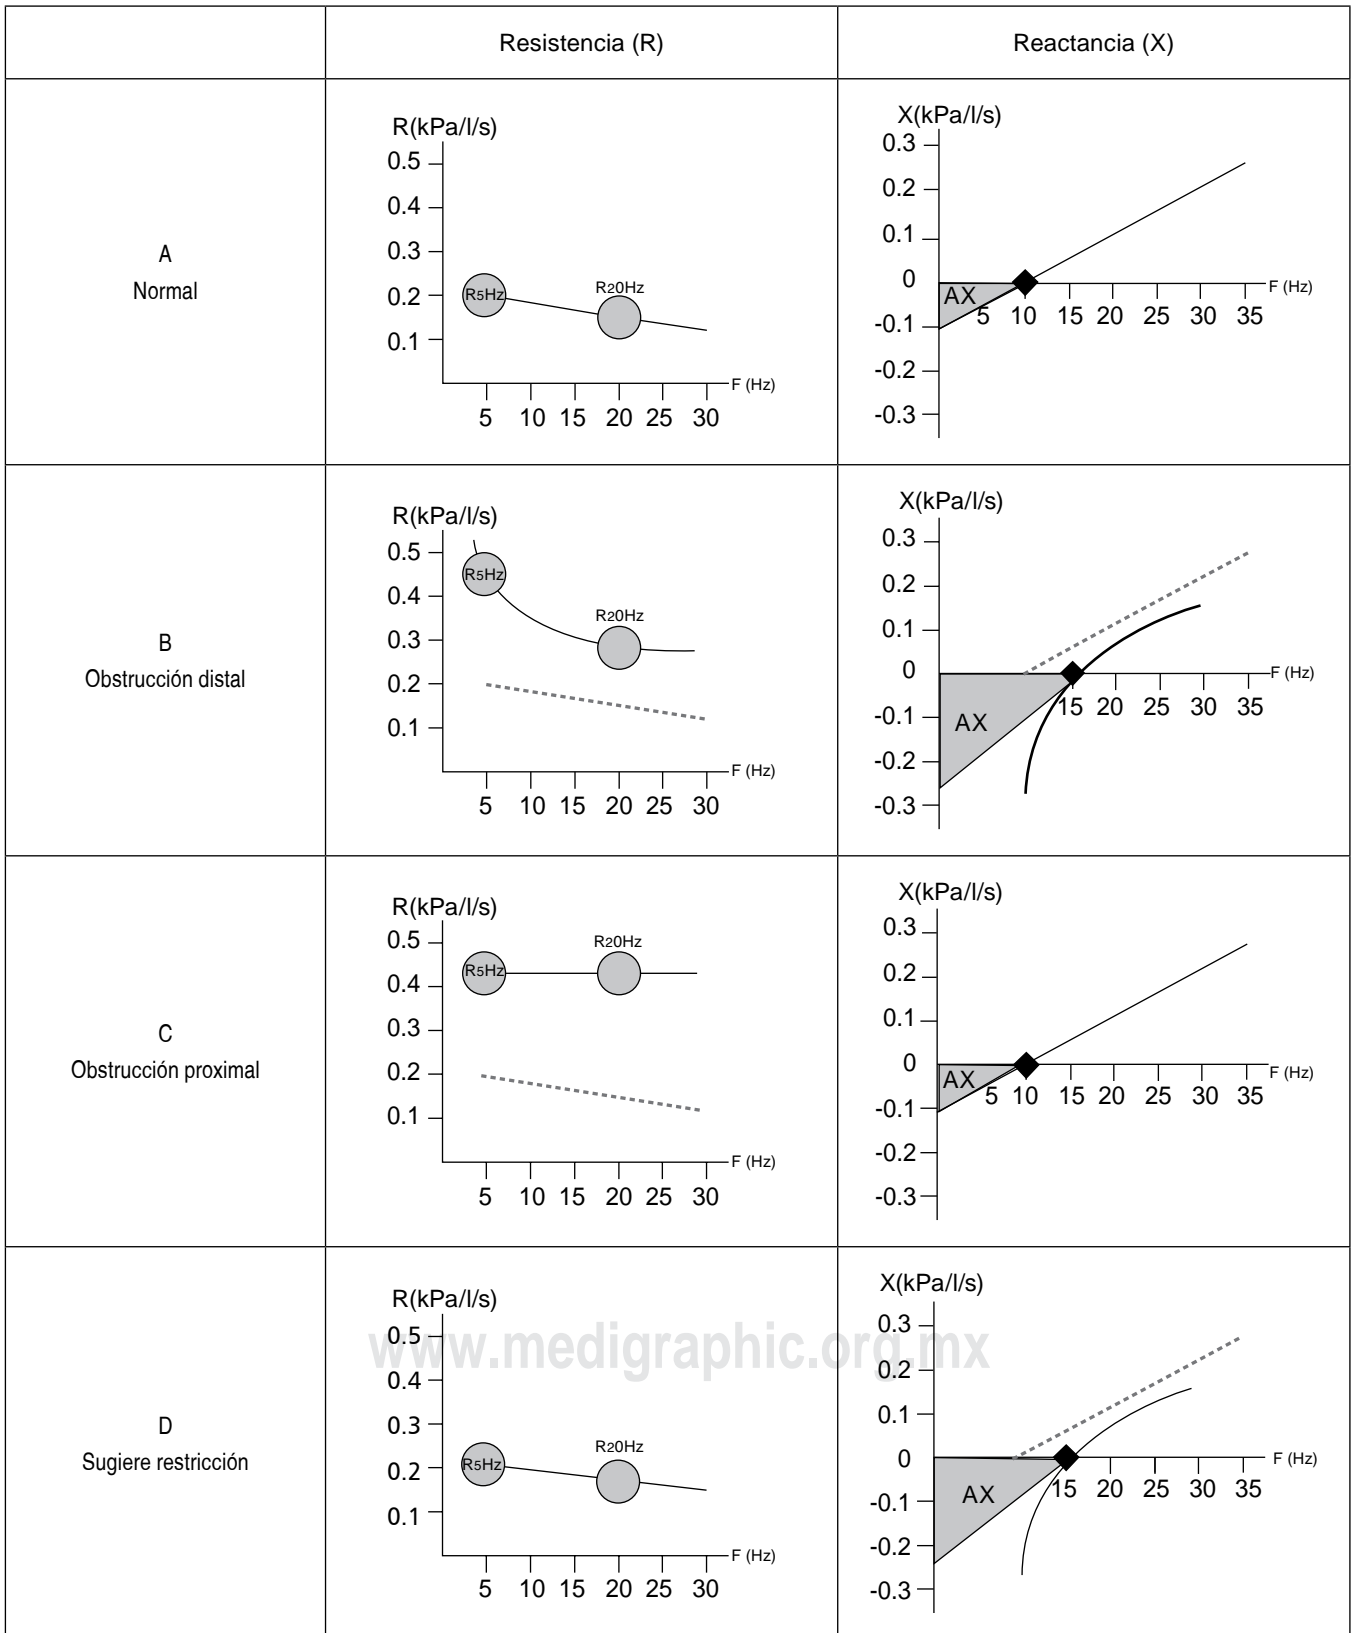 Resistencia (R)
Reactancia (X)
A
Normal
R(kPa/l/s)
0.5
0.4
0.3
0.2
0.1
R5Hz
R20Hz
F (Hz)
5 10 15 20 25 30
X(kPa/l/s)
0.3
0.2
0.1
0
-0.1
-0.2
-0.3
AX
F (Hz)
5 10 15 20 25 30 35
B
Obstrucción distal
R(kPa/l/s)
0.5
0.4
0.3
0.2
0.1
R5Hz
R20Hz
F (Hz)
5 10 15 20 25 30
X(kPa/l/s)
0.3
0.2
0.1
0
-0.1
-0.2
-0.3
AX
F (Hz)
15 20 25 30 35
C
Obstrucción proximal
R(kPa/l/s)
0.5
0.4
0.3
0.2
0.1
R5Hz
R20Hz
F (Hz)
5 10 15 20 25 30
X(kPa/l/s)
0.3
0.2
0.1
0
-0.1
-0.2
-0.3
AX
F (Hz)
5 10 15 20 25 30 35
D
Sugiere restricción
R(kPa/l/s)
0.5
0.4
0.3
0.2
0.1
R5Hz
R20Hz
F (Hz)
5 10 15 20 25 30
X(kPa/l/s)
0.3
0.2
0.1
0
-0.1
-0.2
-0.3
AX
F (Hz)
15 20 25 30 35
www.medigraphic.org.mx